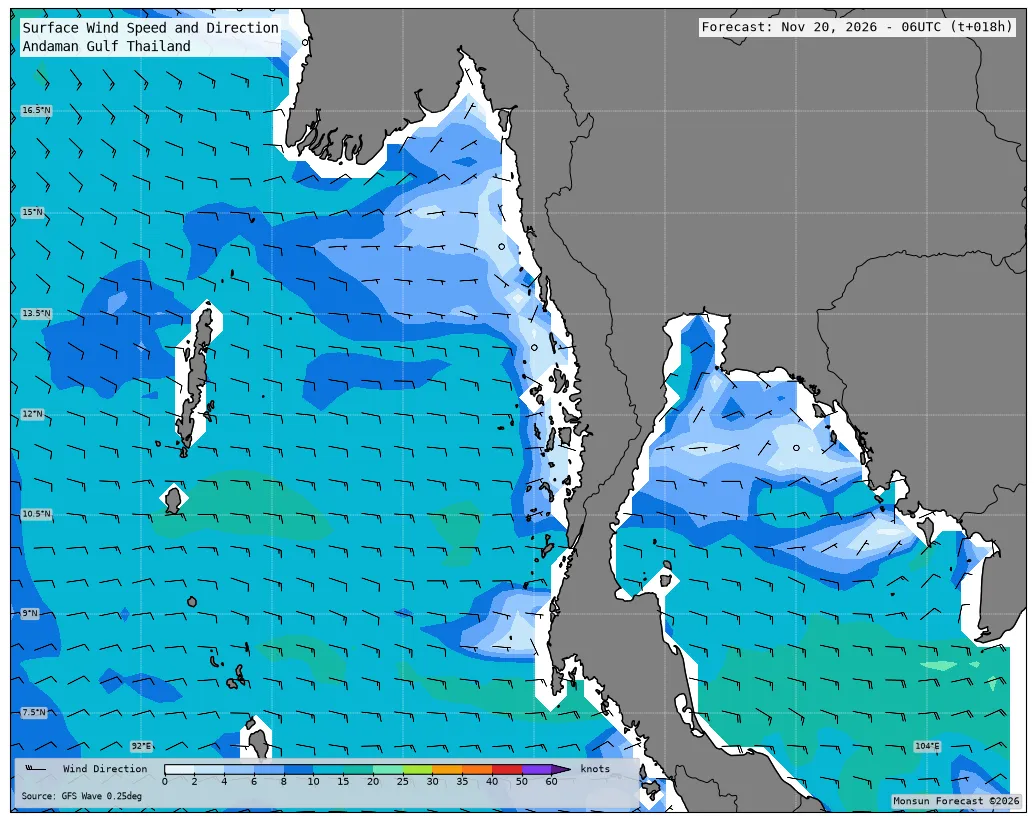 Surface Wind Speed and Direction
Andaman Gulf Thailand
Forecast: Nov 20, 2026 - 06UTC (t+018h)
16.5°N
15°N
13.5°N
12°N
10.5°N
9°N
7.5°N
92°E
104°E
Wind Direction
0 2 4 6 8 10 15 20 25 30 35 40 50 60
knots
Source: GFS Wave 0.25deg
Monsun Forecast ©2026